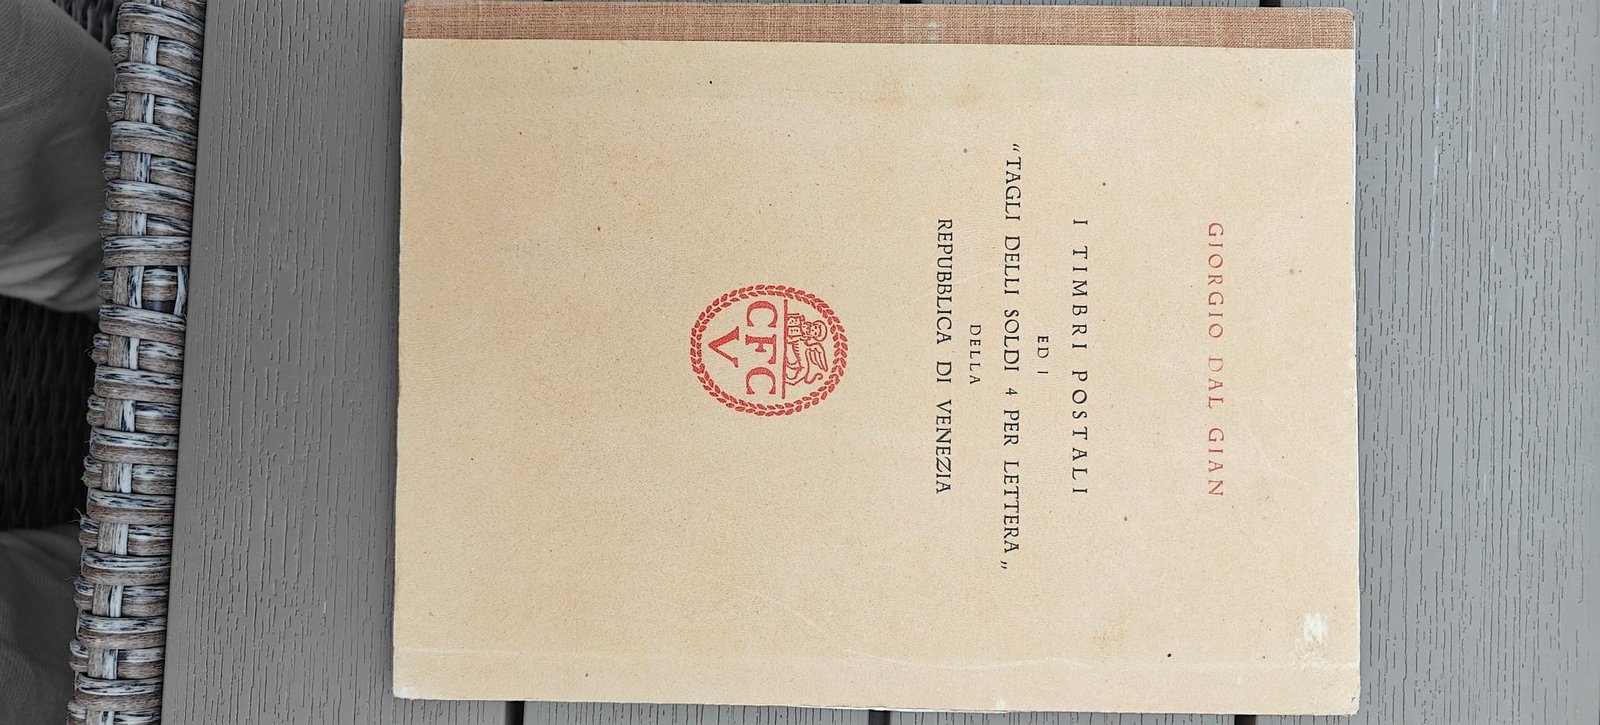 GIORGIO DAL GIAN
I TIMBRI POSTALI
ED I
"TAGLI DELLI SOLDI 4 PER LETTERA„
DELLA
REPUBBLICA DI VENEZIA
CFC
V